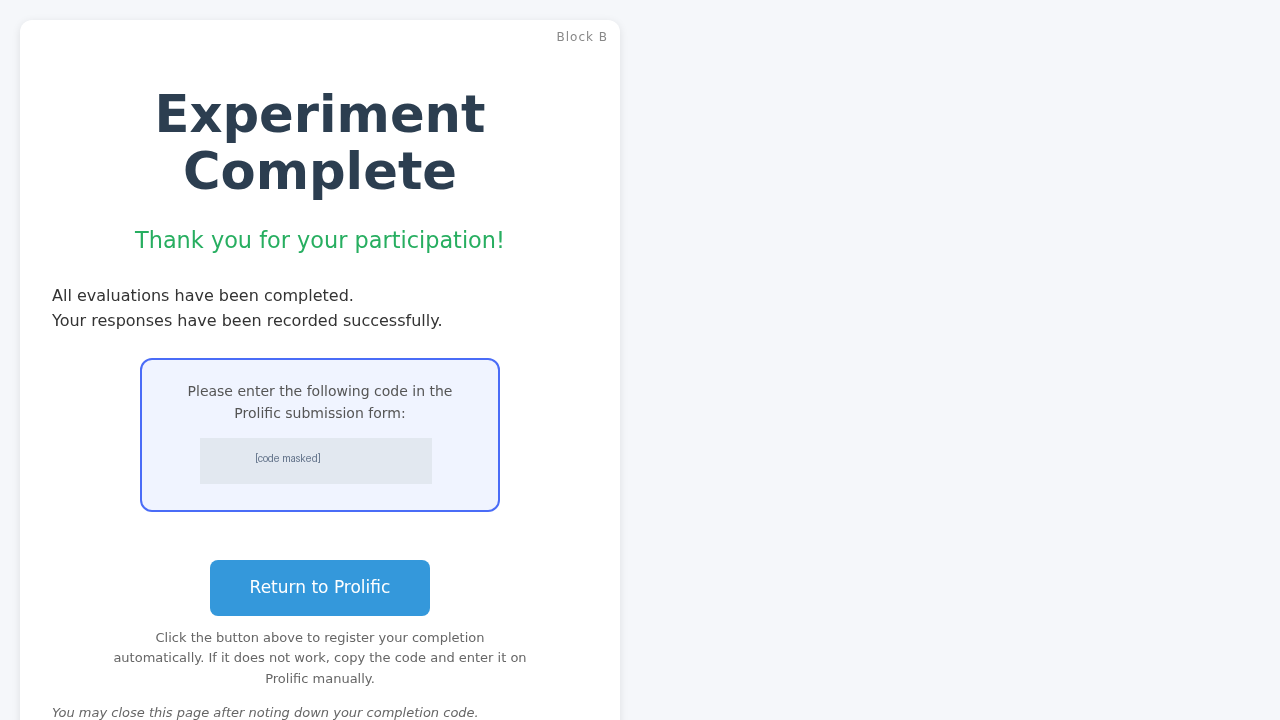 Block B
Experiment
Complete
Thank you for your participation!
All evaluations have been completed.
Your responses have been recorded successfully.
Please enter the following code in the
Prolific submission form:
[code masked]
Return to Prolific
Click the button above to register your completion
automatically. If it does not work, copy the code and enter it on
Prolific manually.
You may close this page after noting down your completion code.